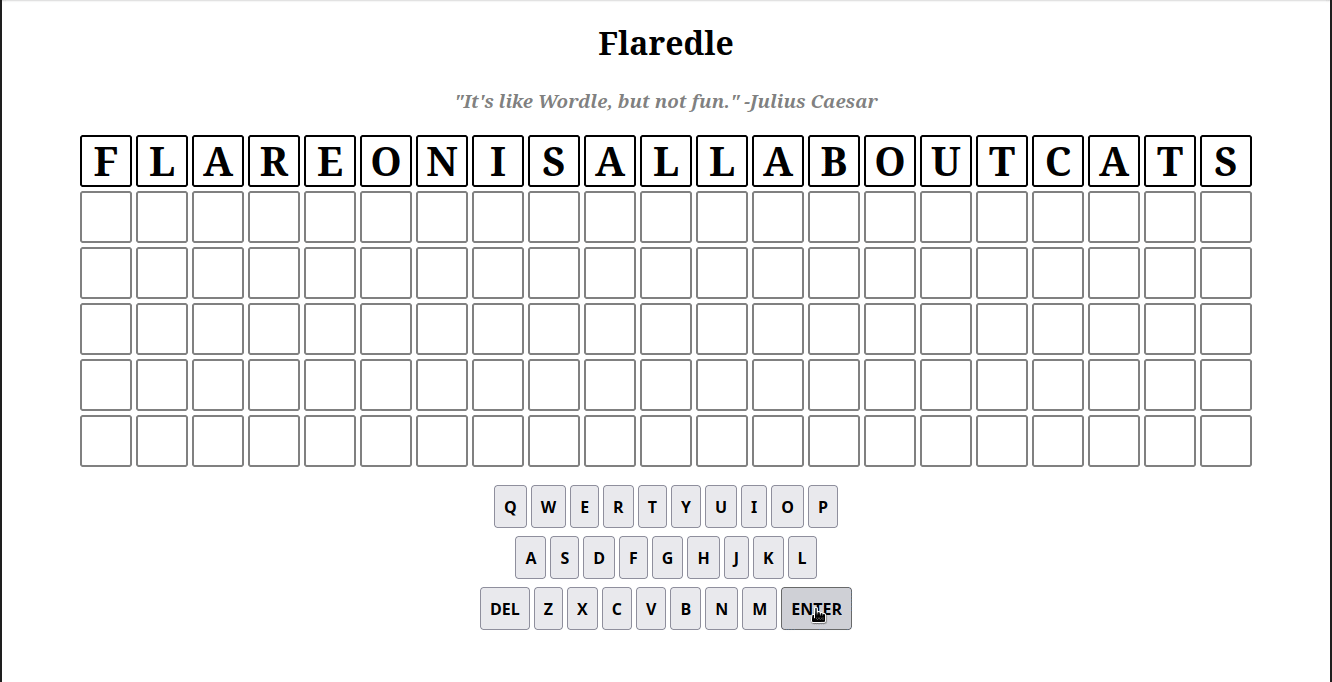 Flaredle
"It's like Wordle, but not fun." -Julius Caesar
F L A R E O N I S A L L A B O U T C A T S
Q W E R T Y U I O P
A S D F G H J K L
DEL Z X C V B N M ENTER